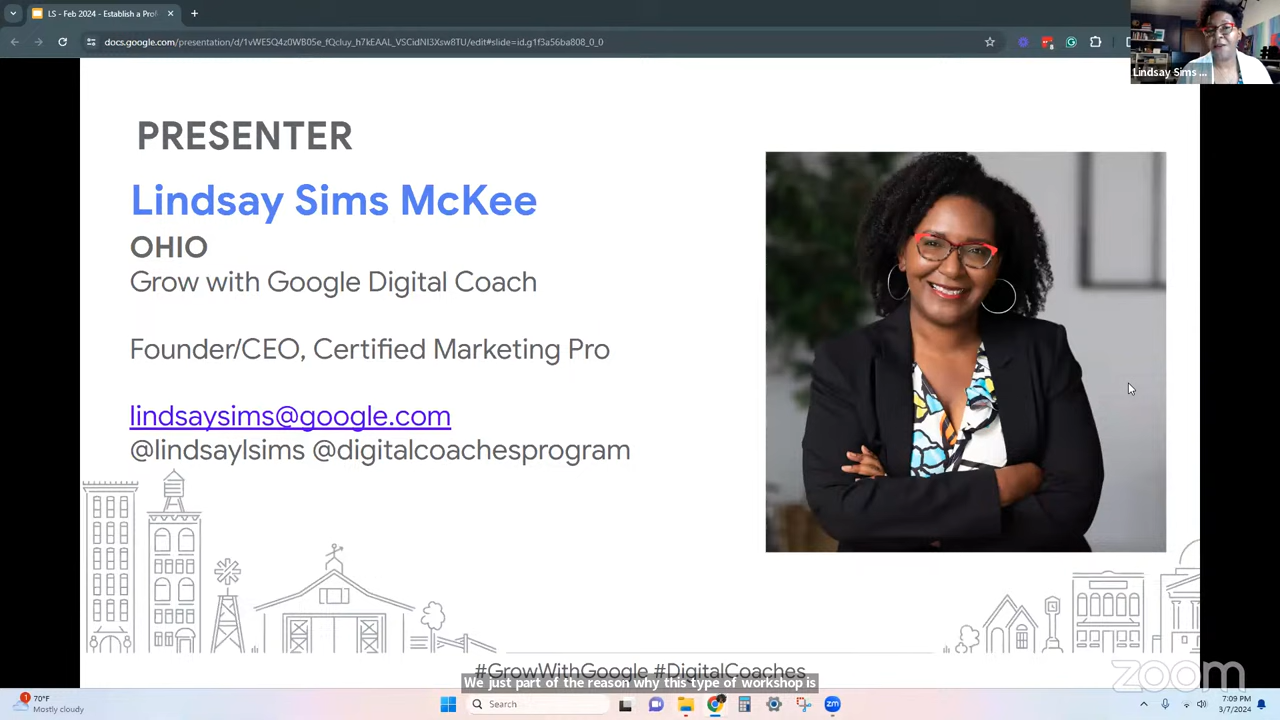 LS - Feb 2024 - Establish a Prof
docs.google.com/presentation/d/1vWE5Q4z0WB05e_fQcluy_h7kEAAL_VSCidNI3XswBfU/edit#slide=id.g1f3a56ba808_0_0
Lindsay Sims ...
PRESENTER
Lindsay Sims McKee
OHIO
Grow with Google Digital Coach
Founder/CEO, Certified Marketing Pro
lindsaysims@google.com
@lindsaylsims @digitalcoachesprogram
#GrowWithGoogle #DigitalCoaches
We just part of the reason why this type of workshop is
zoom
1
70°F
Mostly cloudy
Search
zm
7:09 PM
3/7/2024